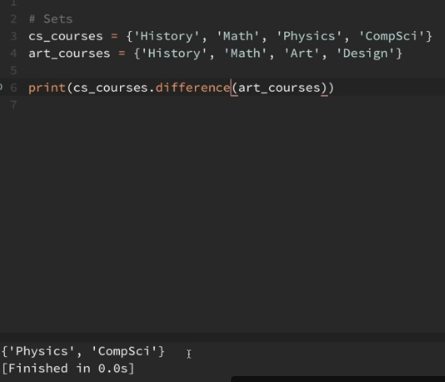 1
2 # Sets
3 cs_courses = {'History', 'Math', 'Physics', 'CompSci'}
4 art_courses = {'History', 'Math', 'Art', 'Design'}
5
6 print(cs_courses.difference(art_courses))
7
{'Physics', 'CompSci'}
[Finished in 0.0s]